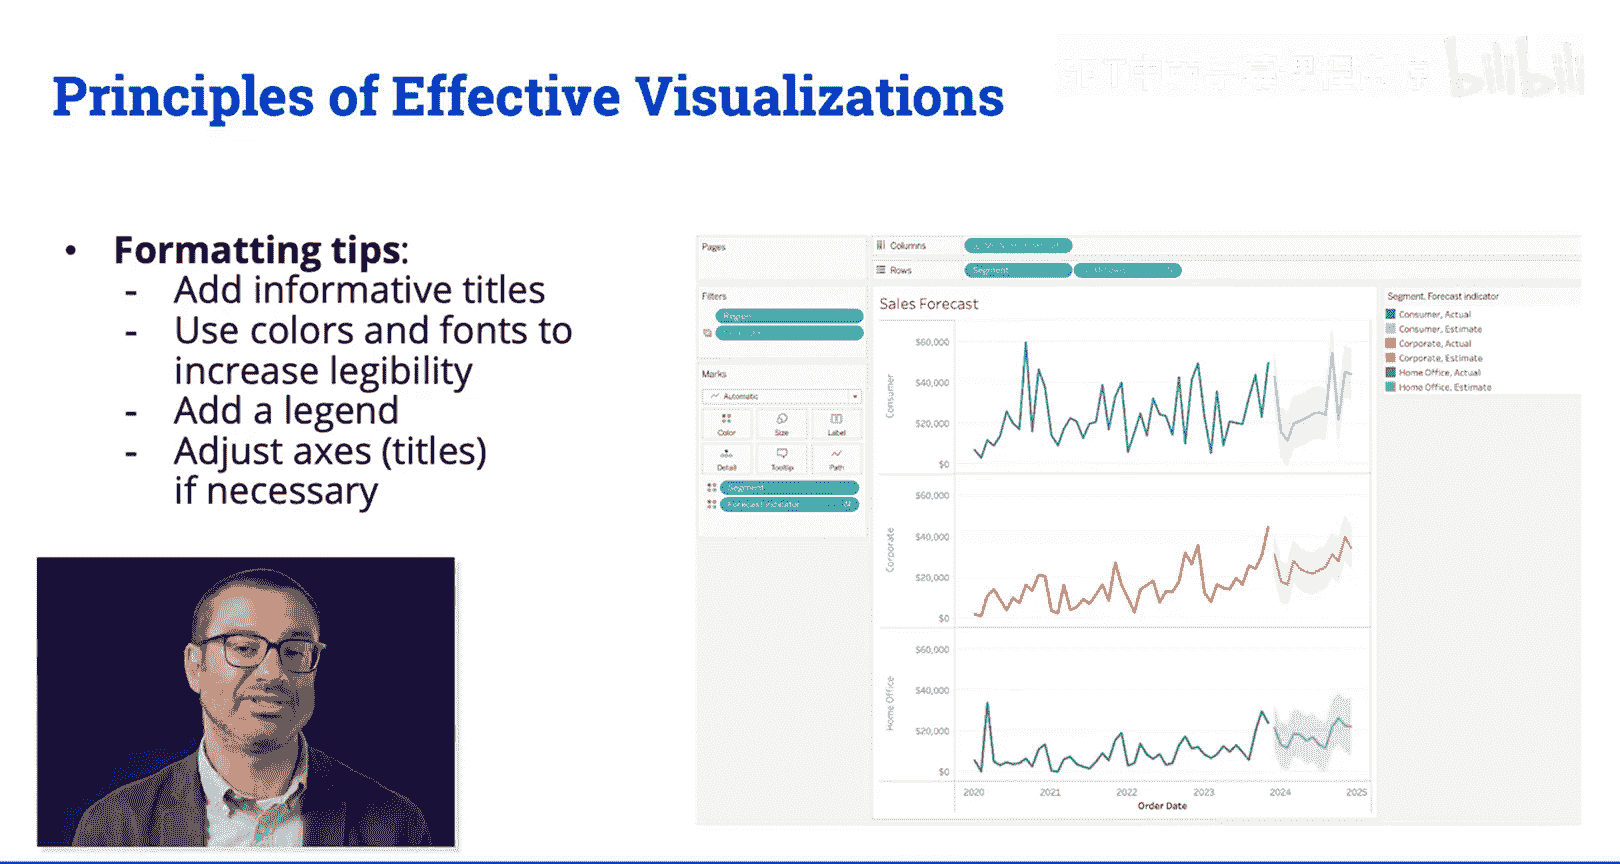 Principles of Effective Visualizations
bilibili
• Formatting tips:
- Add informative titles
- Use colors and fonts to
increase legibility
- Add a legend
- Adjust axes (titles)
if necessary
Pages
Columns
Rows
Segment
Filters
Region
Marks
Automatic
Color
Size
Label
Detail
Tooltip
Path
Segment
Forecast indicator
Sales Forecast
Consumer
$60,000
$40,000
$20,000
$0
Corporate
$60,000
$40,000
$20,000
$0
Home Office
$60,000
$40,000
$20,000
$0
2020
2021
2022
2023
2024
2025
Order Date
Segment, Forecast indicator
Consumer, Actual
Consumer, Estimate
Corporate, Actual
Corporate, Estimate
Home Office, Actual
Home Office, Estimate